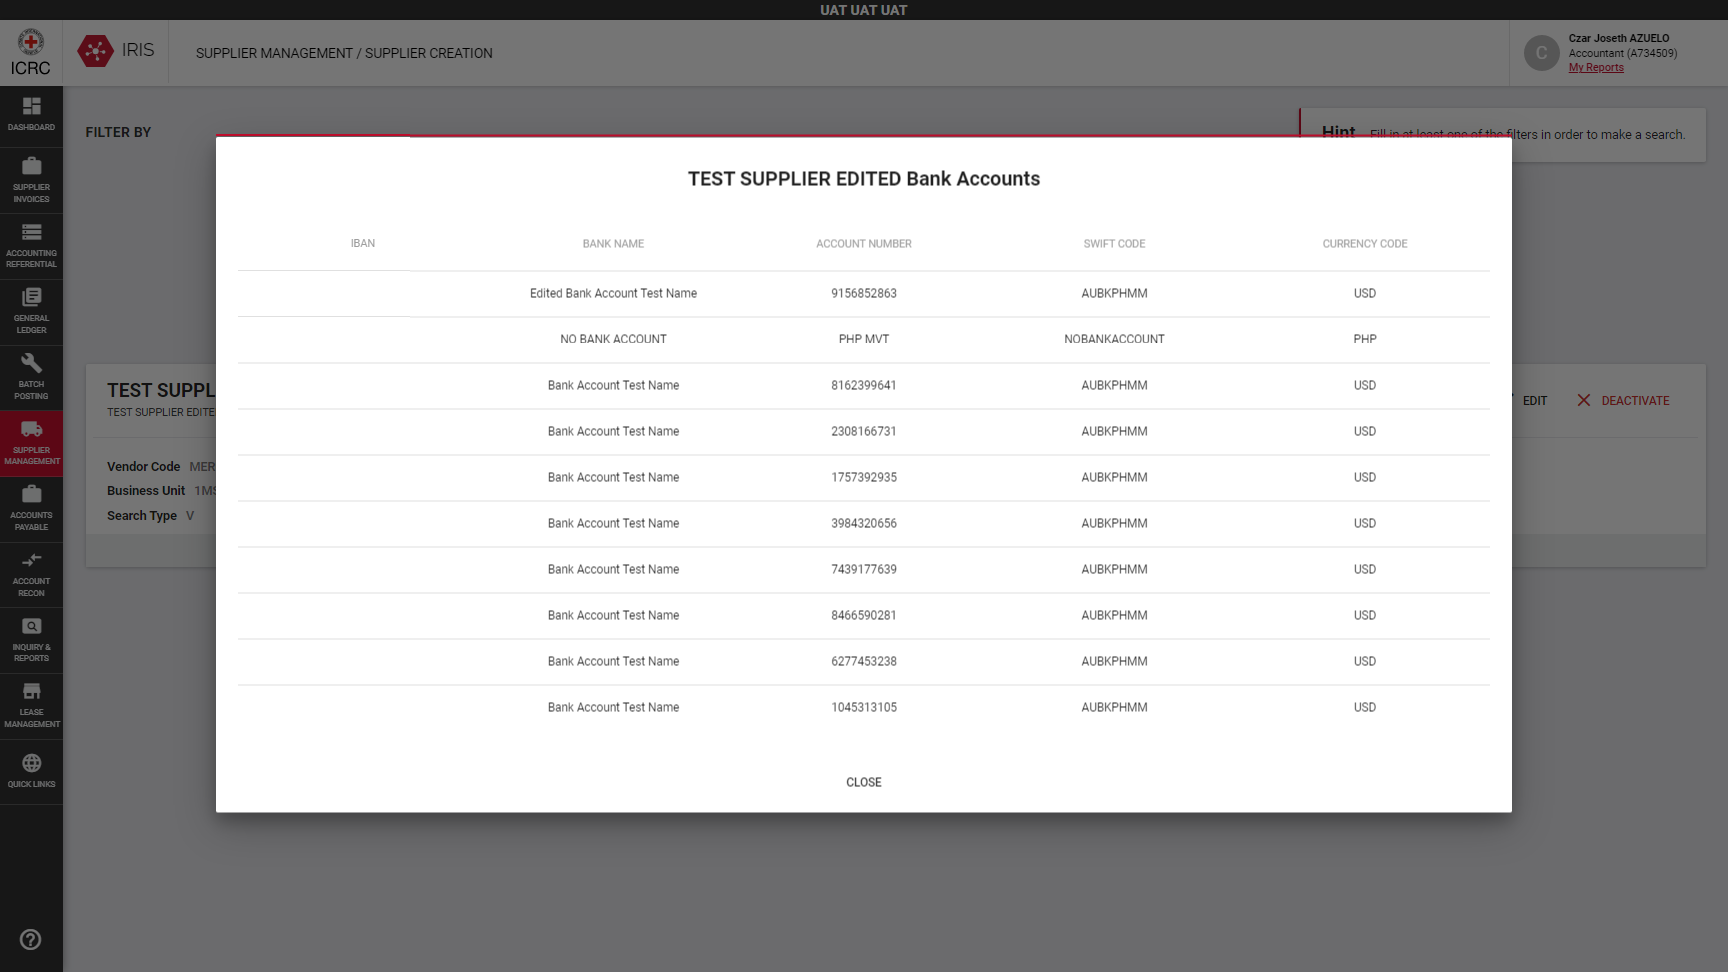 UAT UAT UAT
ICRC
IRIS
SUPPLIER MANAGEMENT / SUPPLIER CREATION
C
Czar Joseth AZUELO
Accountant (A734509)
My Reports
DASHBOARD
SUPPLIER
INVOICES
ACCOUNTING
REFERENTIAL
GENERAL
LEDGER
BATCH
POSTING
SUPPLIER
MANAGEMENT
ACCOUNTS
PAYABLE
ACCOUNT
RECON
INQUIRY &
REPORTS
LEASE
MANAGEMENT
QUICK LINKS
FILTER BY
Hint Fill in at least one of the filters in order to make a search.
TEST SUPPL
TEST SUPPLIER EDITE
EDIT
DEACTIVATE
Vendor Code MER
Business Unit 1MS
Search Type V
TEST SUPPLIER EDITED Bank Accounts
IBAN BANK NAME ACCOUNT NUMBER SWIFT CODE CURRENCY CODE
Edited Bank Account Test Name 9156852863 AUBKPHMM USD
NO BANK ACCOUNT PHP MVT NOBANKACCOUNT PHP
Bank Account Test Name 8162399641 AUBKPHMM USD
Bank Account Test Name 2308166731 AUBKPHMM USD
Bank Account Test Name 1757392935 AUBKPHMM USD
Bank Account Test Name 3984320656 AUBKPHMM USD
Bank Account Test Name 7439177639 AUBKPHMM USD
Bank Account Test Name 8466590281 AUBKPHMM USD
Bank Account Test Name 6277453238 AUBKPHMM USD
Bank Account Test Name 1045313105 AUBKPHMM USD
CLOSE